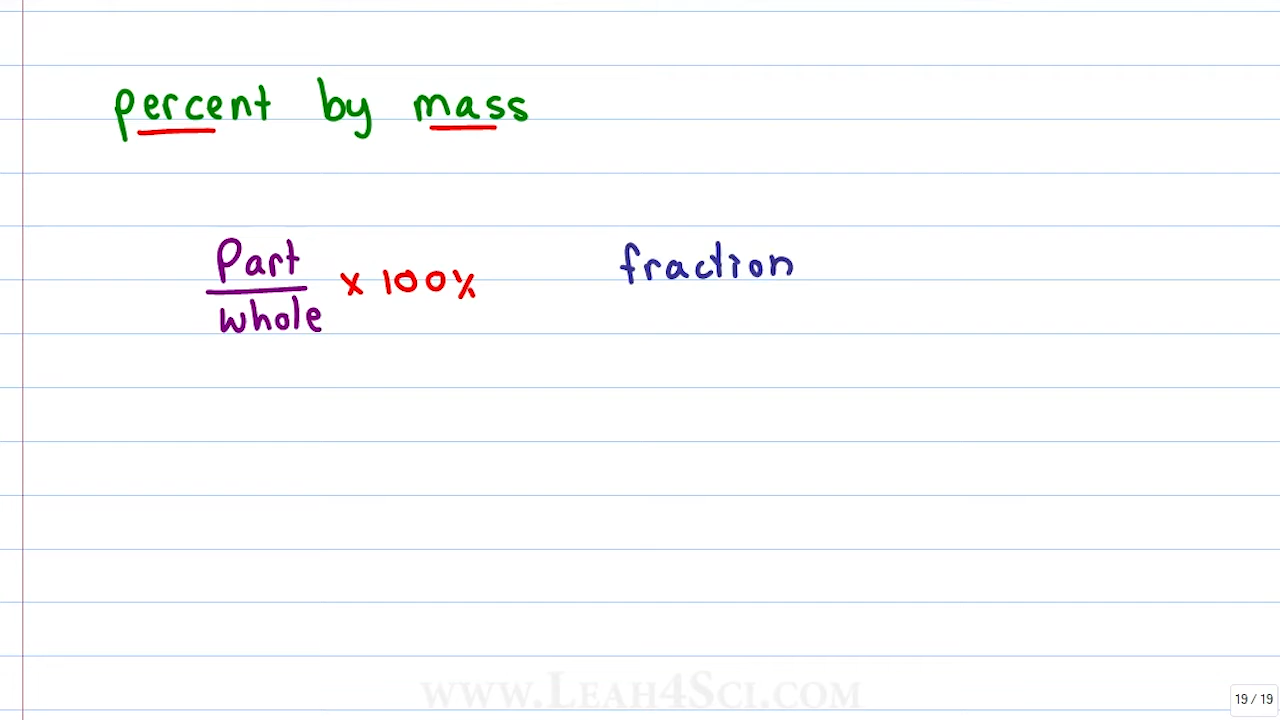 percent by mass
Part
whole
x 100%
fraction
www.Leah4Sci.com
19 / 19